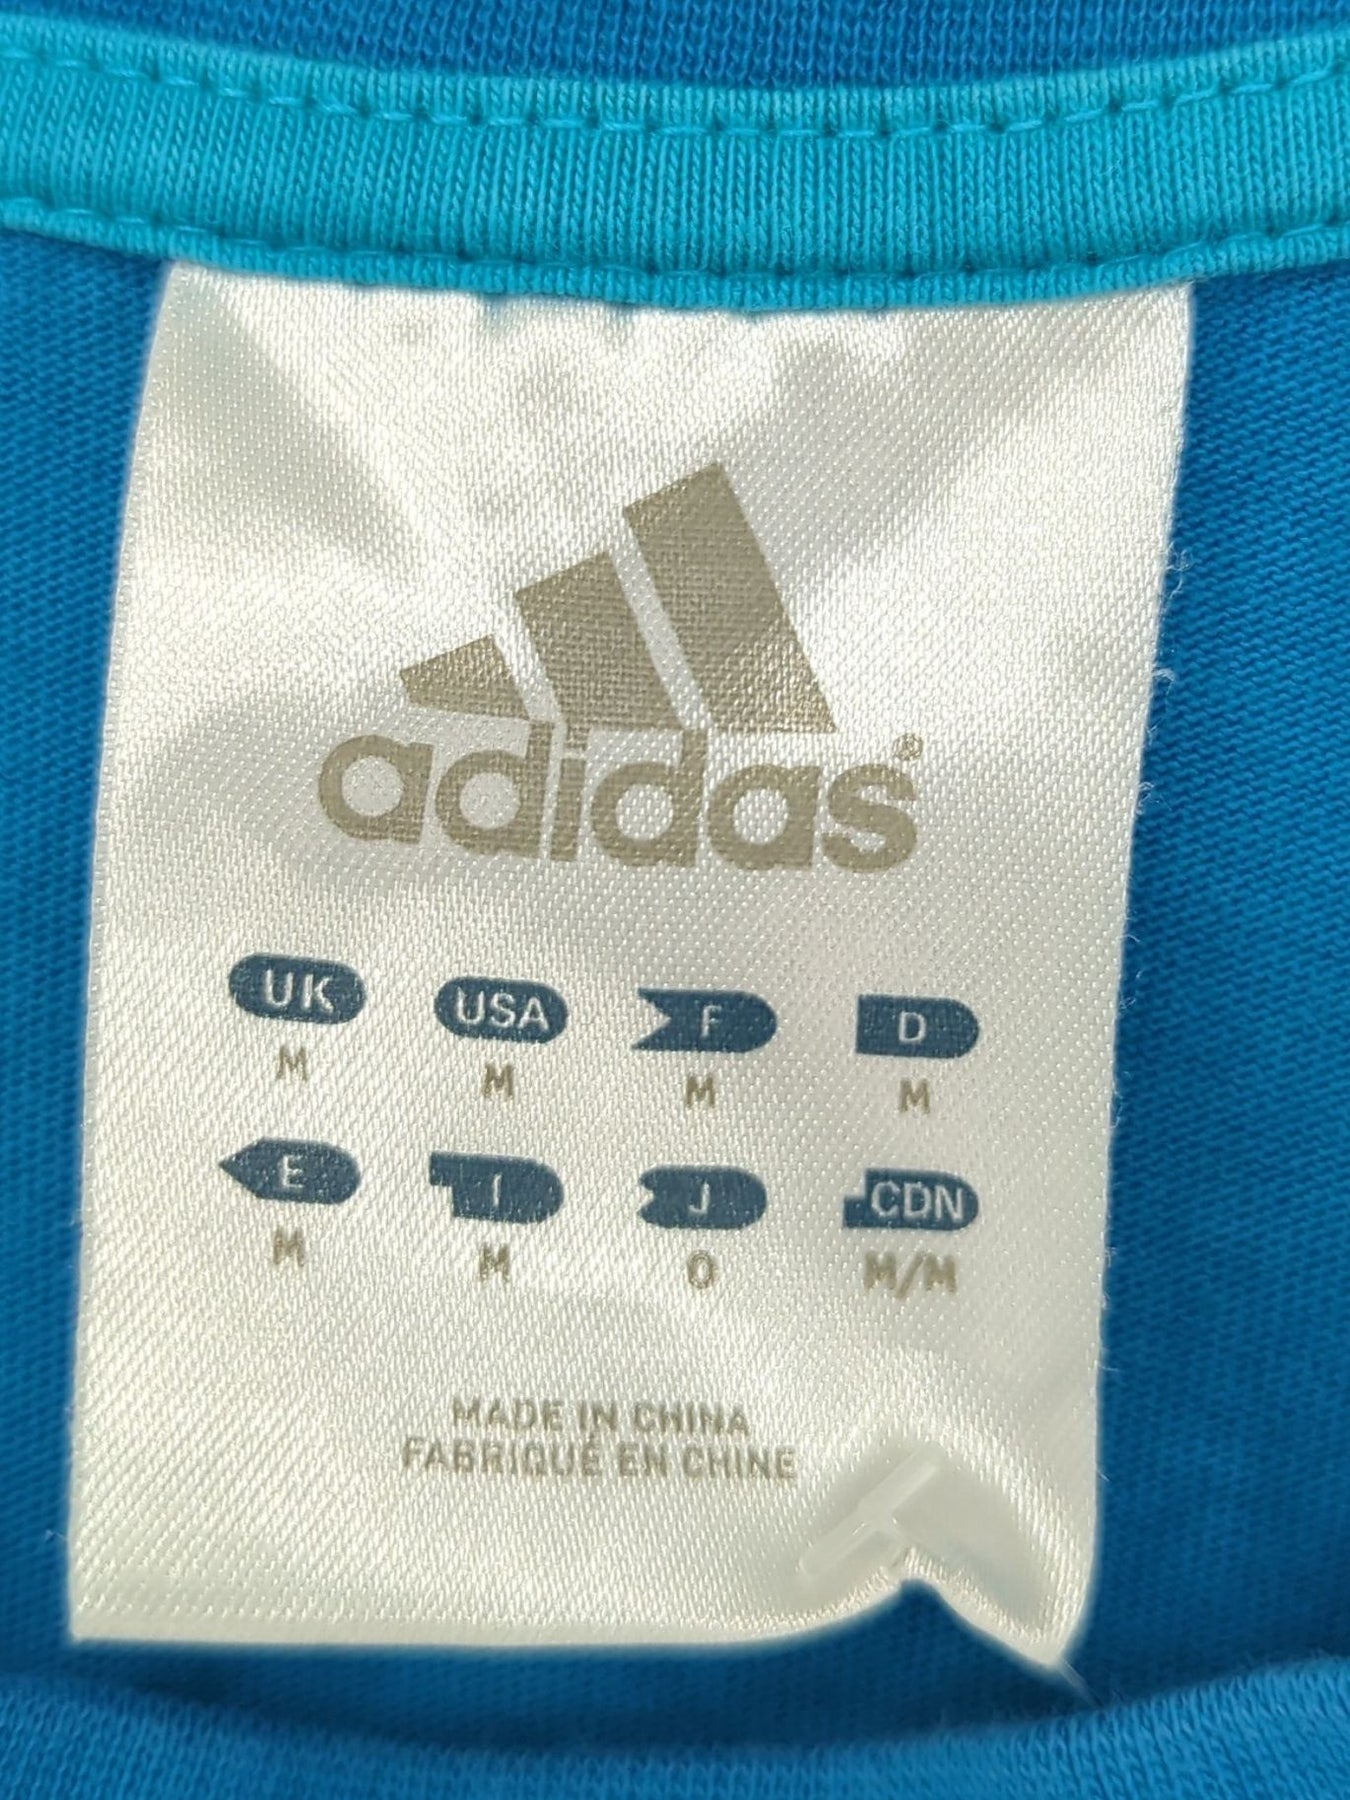 adidas®
UK USA F D
M M M M
E I J CDN
M M O M/M
MADE IN CHINA
FABRIQUÉ EN CHINE